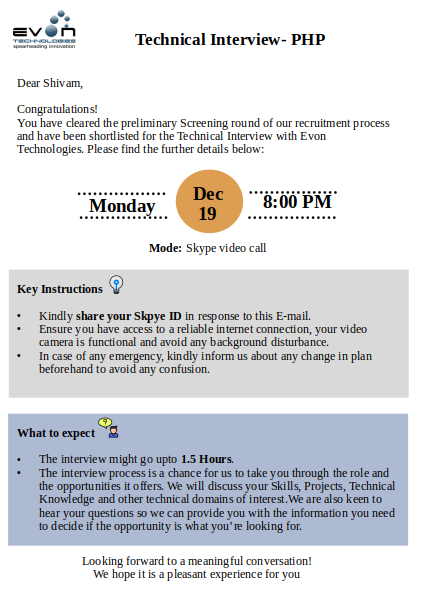 EVON
TECHNOLOGIES
spearheading innovation
Technical Interview- PHP
Dear Shivam,
Congratulations!
You have cleared the preliminary Screening round of our recruitment process
and have been shortlisted for the Technical Interview with Evon
Technologies. Please find the further details below:
Monday
Dec
19
8:00 PM
Mode: Skype video call
Key Instructions
• Kindly share your Skpye ID in response to this E-mail.
• Ensure you have access to a reliable internet connection, your video
camera is functional and avoid any background disturbance.
• In case of any emergency, kindly inform us about any change in plan
beforehand to avoid any confusion.
What to expect
• The interview might go upto 1.5 Hours.
• The interview process is a chance for us to take you through the role and
the opportunities it offers. We will discuss your Skills, Projects, Technical
Knowledge and other technical domains of interest.We are also keen to
hear your questions so we can provide you with the information you need
to decide if the opportunity is what you’re looking for.
Looking forward to a meaningful conversation!
We hope it is a pleasant experience for you